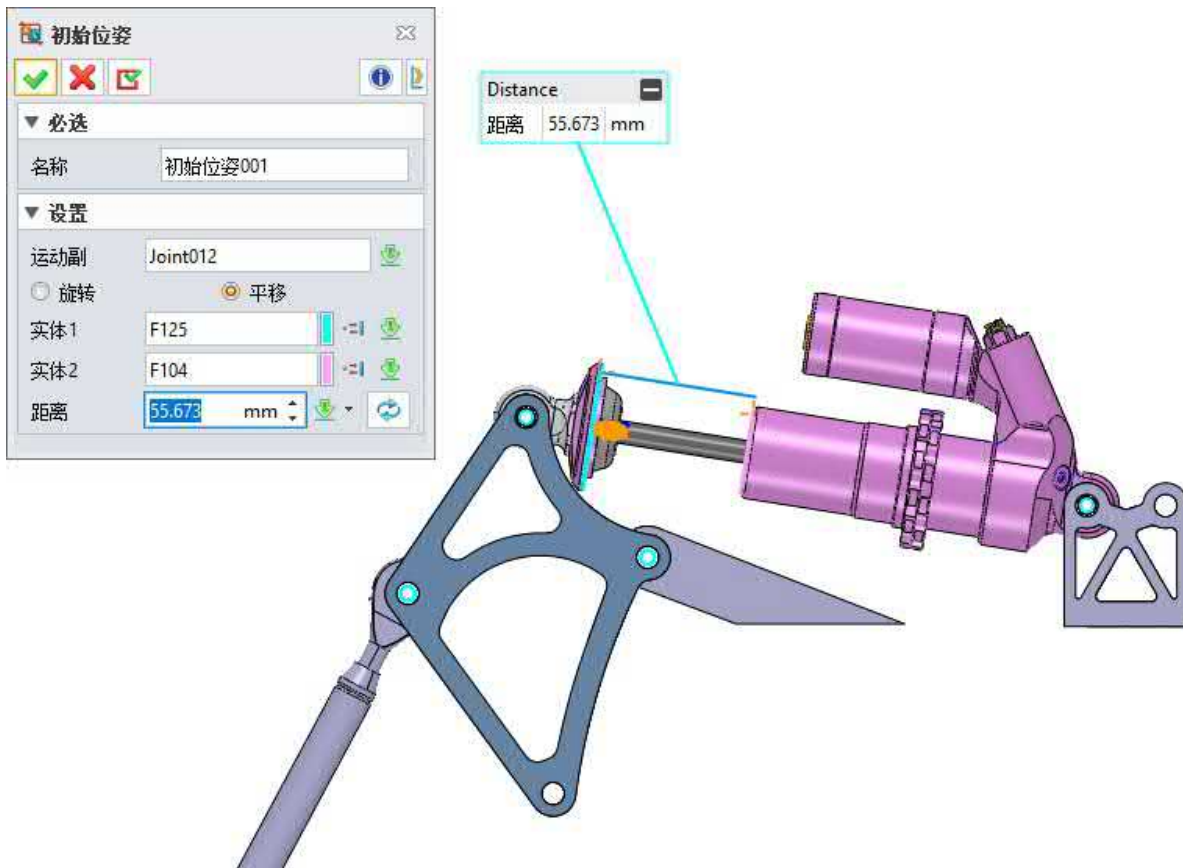 初始位姿
必选
名称 初始位姿001
设置
运动副 Joint012
旋转 平移
实体1 F125
实体2 F104
距离 55.673 mm
Distance
距离 55.673 mm